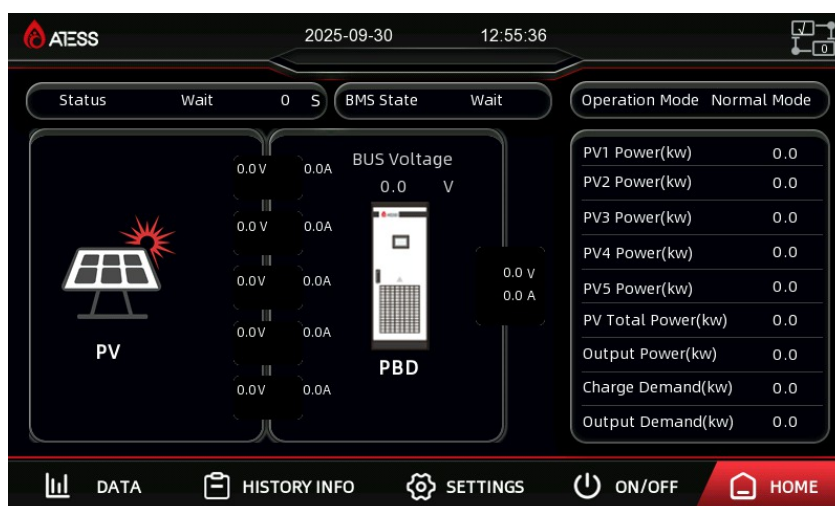 ATESS 2025-09-30 12:55:36
0
Status Wait 0 S BMS State Wait Operation Mode Normal Mode
BUS Voltage
0.0 V
0.0V 0.0A
0.0V 0.0A
0.0V 0.0A
0.0V 0.0A
0.0V 0.0A
PV
ATESS
PBD
0.0 V
0.0 A
PV1 Power(kw) 0.0
PV2 Power(kw) 0.0
PV3 Power(kw) 0.0
PV4 Power(kw) 0.0
PV5 Power(kw) 0.0
PV Total Power(kw) 0.0
Output Power(kw) 0.0
Charge Demand(kw) 0.0
Output Demand(kw) 0.0
DATA HISTORY INFO SETTINGS ON/OFF HOME